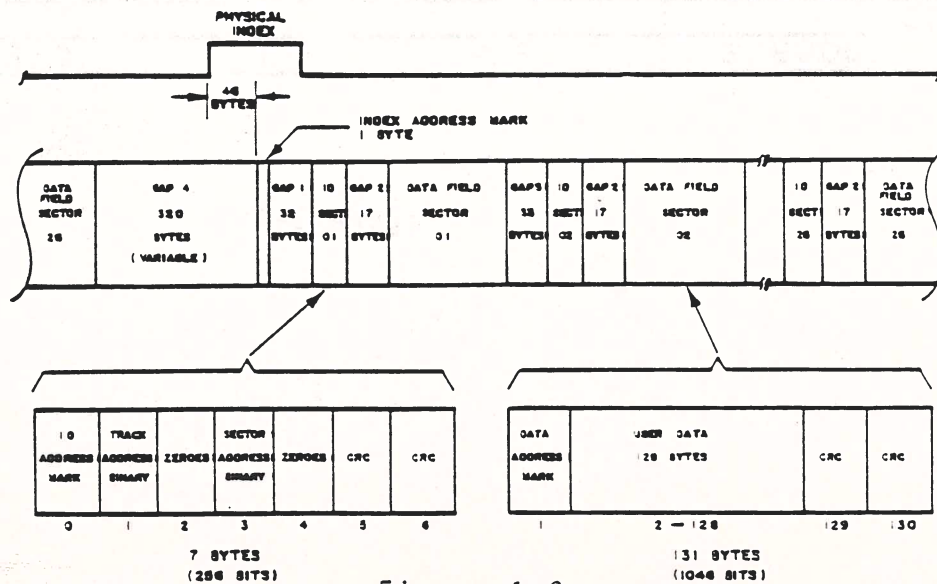 PHYSICAL
INDEX
46
BYTES
INDEX ADDRESS MARK
1 BYTE
DATA
FIELD
SECTOR
26
GAP 4
320
BYTES
(VARIABLE)
GAP 1
32
BYTES
ID
SECT
01
GAP 2
17
BYTES
DATA FIELD
SECTOR
01
GAP 3
33
BYTES
ID
SECT
02
GAP 2
17
BYTES
DATA FIELD
SECTOR
02
ID
SECT
26
GAP 2
17
BYTES
DATA
FIELD
SECTOR
26
ID
ADDRESS
MARK
TRACK
ADDRESS
BINARY
ZEROES
SECTOR
ADDRESS
BINARY
ZEROES
CRC
CRC
0 1 2 3 4 5 6
7 BYTES
(256 BITS)
DATA
ADDRESS
MARK
USER DATA
128 BYTES
CRC
CRC
1 2 — 128 129 130
131 BYTES
(1048 BITS)